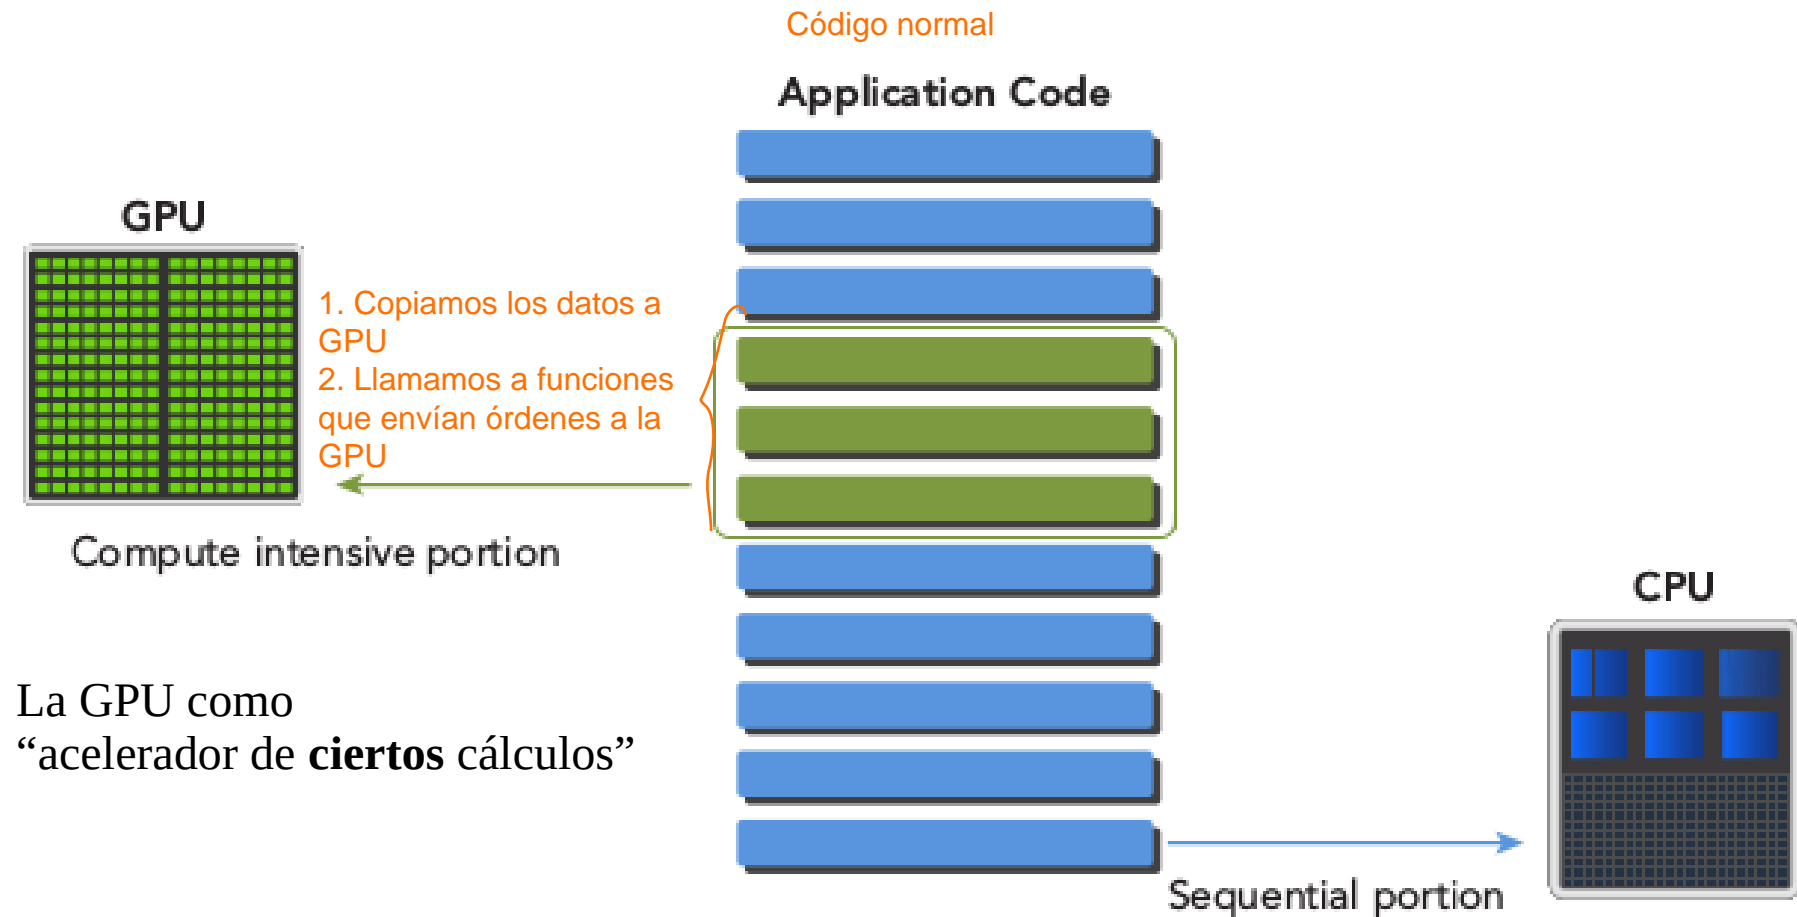 Código normal
Application Code
GPU
1. Copiamos los datos a
GPU
2. Llamamos a funciones
que envían órdenes a la
GPU
Compute intensive portion
CPU
La GPU como
“acelerador de ciertos cálculos”
Sequential portion